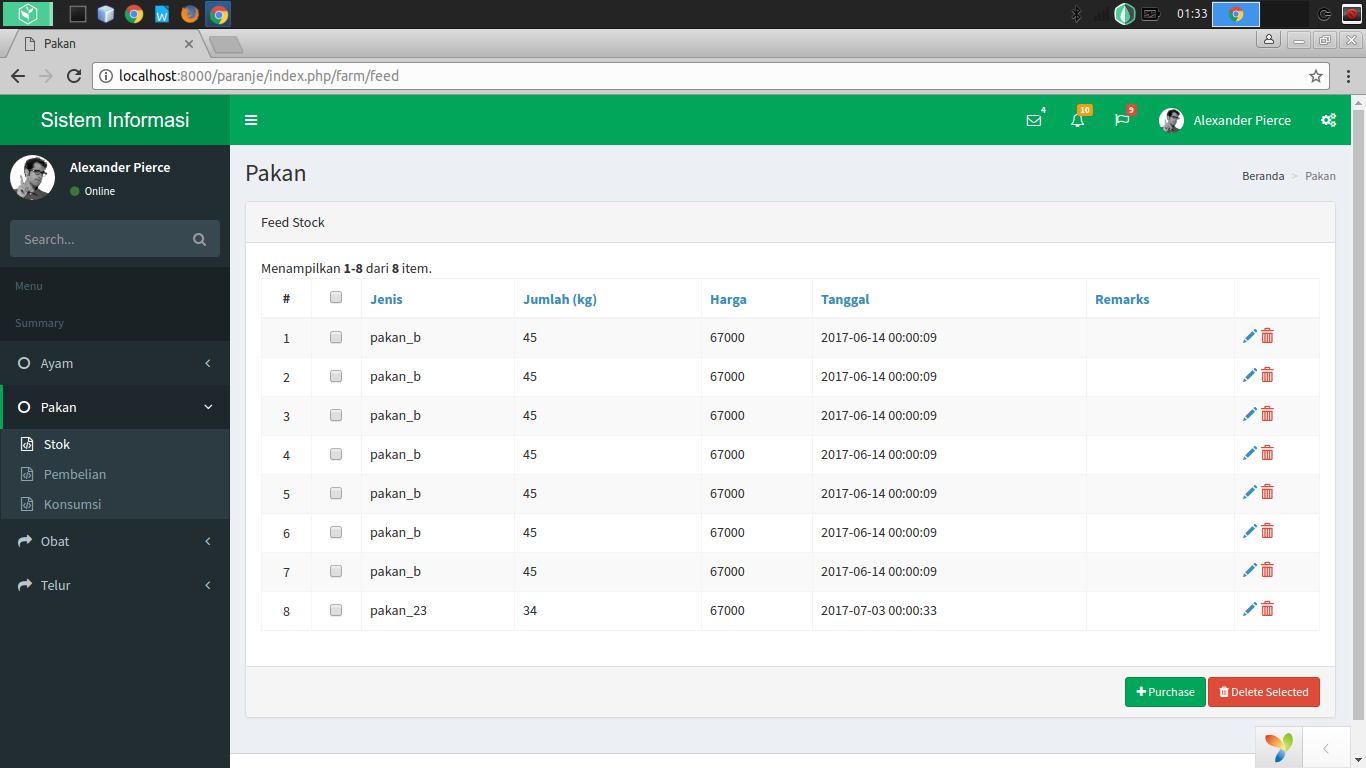 01:33
Pakan
localhost:8000/paranje/index.php/farm/feed
Sistem Informasi
4
10
9
Alexander Pierce
Alexander Pierce
Online
Search...
Menu
Summary
Ayam
Pakan
Stok
Pembelian
Konsumsi
Obat
Telur
Pakan
Beranda > Pakan
Feed Stock
Menampilkan 1-8 dari 8 item.
# Jenis Jumlah (kg) Harga Tanggal Remarks
1 pakan_b 45 67000 2017-06-14 00:00:09
2 pakan_b 45 67000 2017-06-14 00:00:09
3 pakan_b 45 67000 2017-06-14 00:00:09
4 pakan_b 45 67000 2017-06-14 00:00:09
5 pakan_b 45 67000 2017-06-14 00:00:09
6 pakan_b 45 67000 2017-06-14 00:00:09
7 pakan_b 45 67000 2017-06-14 00:00:09
8 pakan_23 34 67000 2017-07-03 00:00:33
Purchase
Delete Selected